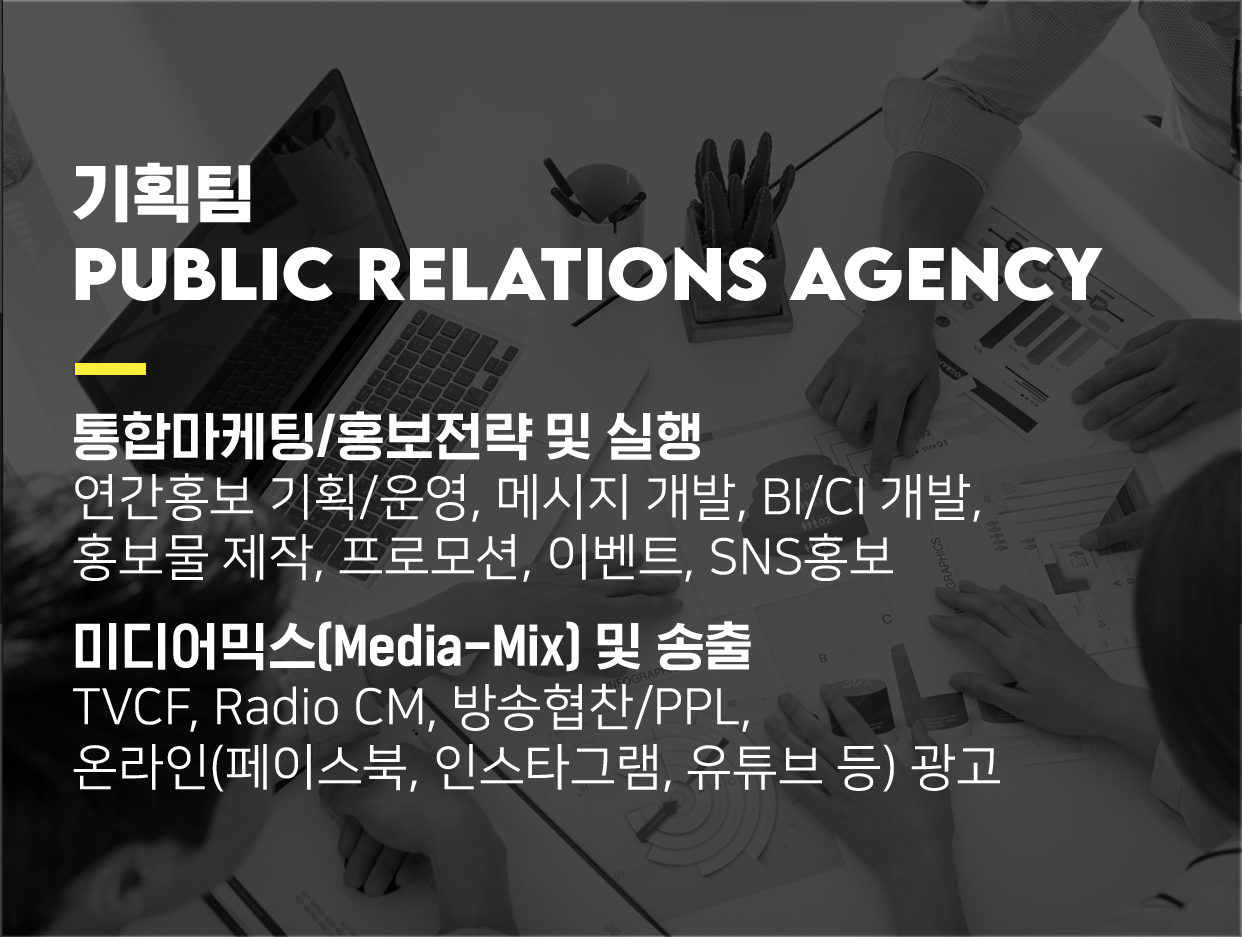 기획팀
PUBLIC RELATIONS AGENCY
통합마케팅/홍보전략 및 실행
연간홍보 기획/운영, 메시지 개발, BI/CI 개발,
홍보물 제작, 프로모션, 이벤트, SNS홍보
미디어믹스(Media-Mix) 및 송출
TVCF, Radio CM, 방송협찬/PPL,
온라인(페이스북, 인스타그램, 유튜브 등) 광고